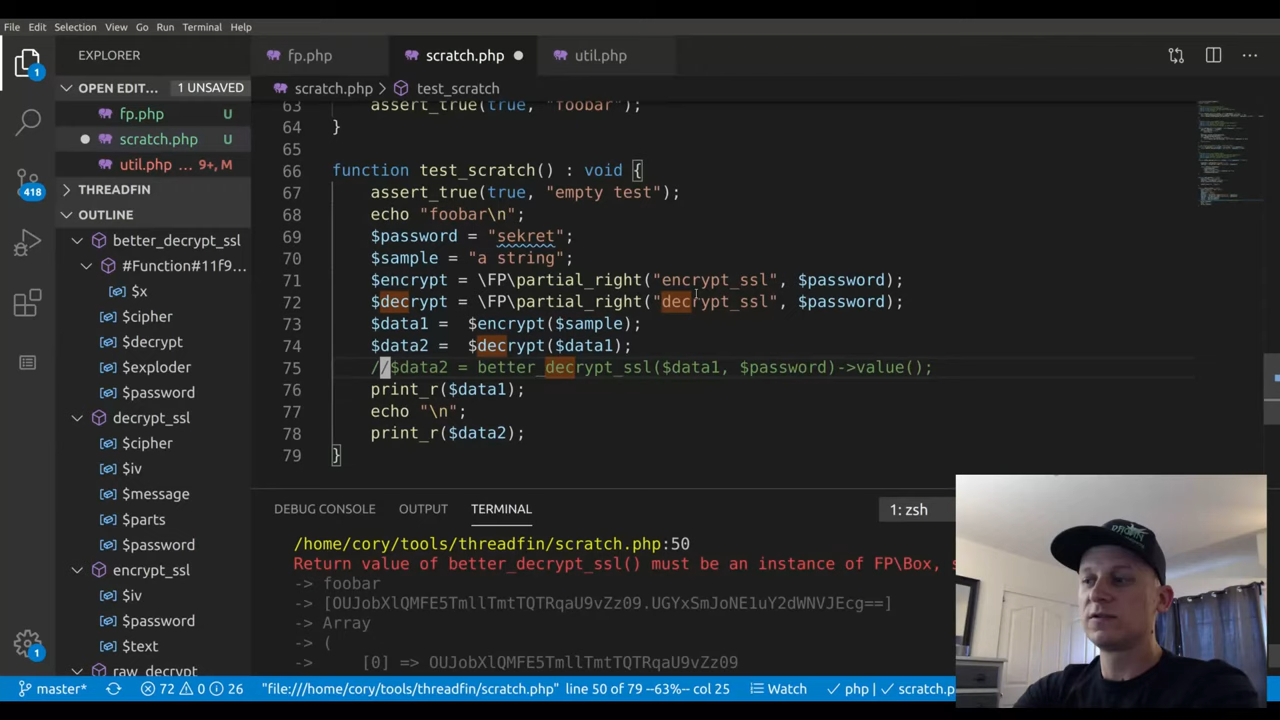 File Edit Selection View Go Run Terminal Help
EXPLORER
fp.php
scratch.php
util.php
OPEN EDIT... 1 UNSAVED
scratch.php > test_scratch
fp.php U
scratch.php U
util.php ... 9+, M
THREADFIN
OUTLINE
better_decrypt_ssl
#Function#11f9...
$x
$cipher
$decrypt
$exploder
$password
decrypt_ssl
$cipher
$iv
$message
$parts
$password
encrypt_ssl
$iv
$password
$text
raw_decrypt
1
418
1
63 assert_true(true, "foobar");
64 }
65
66 function test_scratch() : void {
67 assert_true(true, "empty test");
68 echo "foobar\n";
69 $password = "sekret";
70 $sample = "a string";
71 $encrypt = \FP\partial_right("encrypt_ssl", $password);
72 $decrypt = \FP\partial_right("decrypt_ssl", $password);
73 $data1 = $encrypt($sample);
74 $data2 = $decrypt($data1);
75 //$data2 = better_decrypt_ssl($data1, $password)->value();
76 print_r($data1);
77 echo "\n";
78 print_r($data2);
79 }
DEBUG CONSOLE OUTPUT TERMINAL 1: zsh
/home/cory/tools/threadfin/scratch.php:50
Return value of better_decrypt_ssl() must be an instance of FP\Box, s
-> foobar
-> [OUJobXlQMFE5TmllTmtTQTRqaU9vZz09.UGYxSmJoNE1uY2dWNVJEcg==]
-> Array
-> (
-> [0] => OUJobXlQMFE5TmllTmtTQTRqaU9vZz09
master* 72 0 26 "file:///home/cory/tools/threadfin/scratch.php" line 50 of 79 --63%-- col 25 Watch php | scratch.p